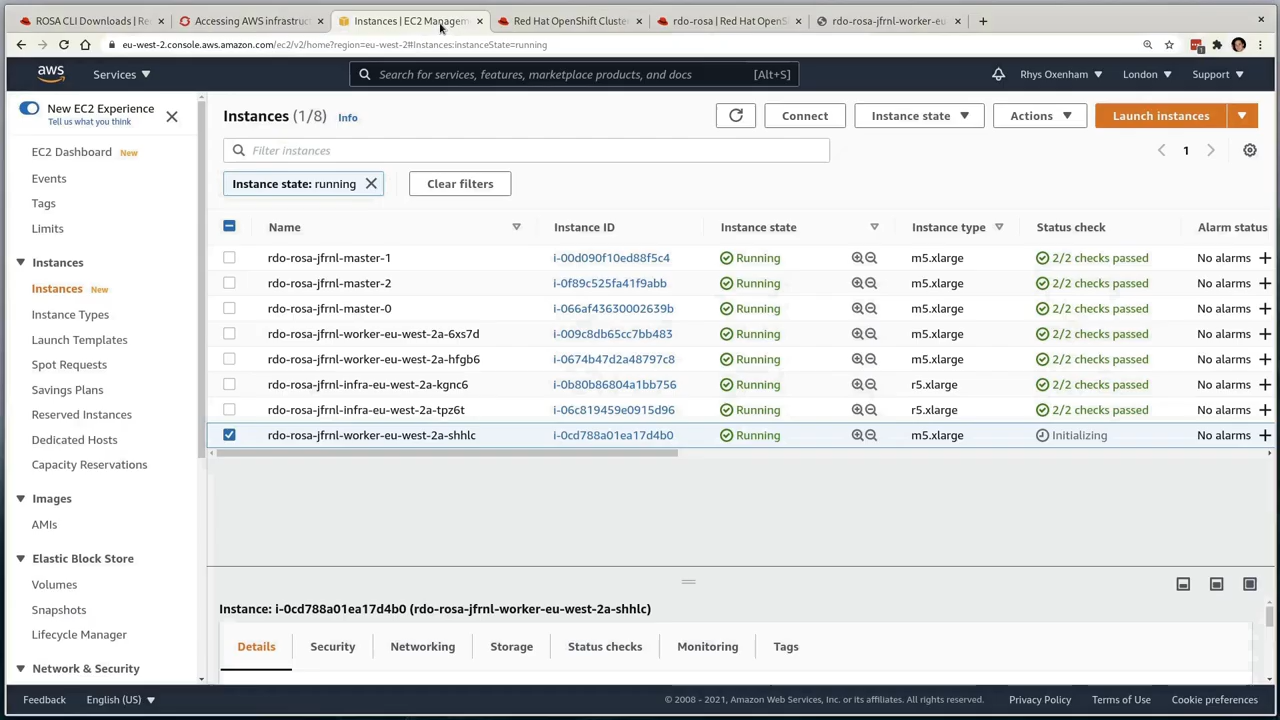 ROSA CLI Downloads | Re
Accessing AWS infrastruct
Instances | EC2 Managem
Red Hat OpenShift Cluster
rdo-rosa | Red Hat OpenS
rdo-rosa-jfrnl-worker-eu-w
eu-west-2.console.aws.amazon.com/ec2/v2/home?region=eu-west-2#Instances:instanceState=running
aws
Services
Search for services, features, marketplace products, and docs
[Alt+S]
Rhys Oxenham
London
Support
New EC2 Experience
Tell us what you think
EC2 Dashboard New
Events
Tags
Limits
Instances
Instances New
Instance Types
Launch Templates
Spot Requests
Savings Plans
Reserved Instances
Dedicated Hosts
Capacity Reservations
Images
AMIs
Elastic Block Store
Volumes
Snapshots
Lifecycle Manager
Network & Security
Instances (1/8) Info
Connect
Instance state
Actions
Launch instances
Filter instances
1
Instance state: running
Clear filters
Name Instance ID Instance state Instance type Status check Alarm status
rdo-rosa-jfrnl-master-1 i-00d090f10ed88f5c4 Running m5.xlarge 2/2 checks passed No alarms
rdo-rosa-jfrnl-master-2 i-0f89c525fa41f9abb Running m5.xlarge 2/2 checks passed No alarms
rdo-rosa-jfrnl-master-0 i-066af43630002639b Running m5.xlarge 2/2 checks passed No alarms
rdo-rosa-jfrnl-worker-eu-west-2a-6xs7d i-009c8db65cc7bb483 Running m5.xlarge 2/2 checks passed No alarms
rdo-rosa-jfrnl-worker-eu-west-2a-hfgb6 i-0674b47d2a48797c8 Running m5.xlarge 2/2 checks passed No alarms
rdo-rosa-jfrnl-infra-eu-west-2a-kgnc6 i-0b80b86804a1bb756 Running r5.xlarge 2/2 checks passed No alarms
rdo-rosa-jfrnl-infra-eu-west-2a-tpz6t i-06c819459e0915d96 Running r5.xlarge 2/2 checks passed No alarms
rdo-rosa-jfrnl-worker-eu-west-2a-shhlc i-0cd788a01ea17d4b0 Running m5.xlarge Initializing No alarms
Instance: i-0cd788a01ea17d4b0 (rdo-rosa-jfrnl-worker-eu-west-2a-shhlc)
Details Security Networking Storage Status checks Monitoring Tags
Feedback English (US)
© 2008 - 2021, Amazon Web Services, Inc. or its affiliates. All rights reserved.
Privacy Policy Terms of Use Cookie preferences